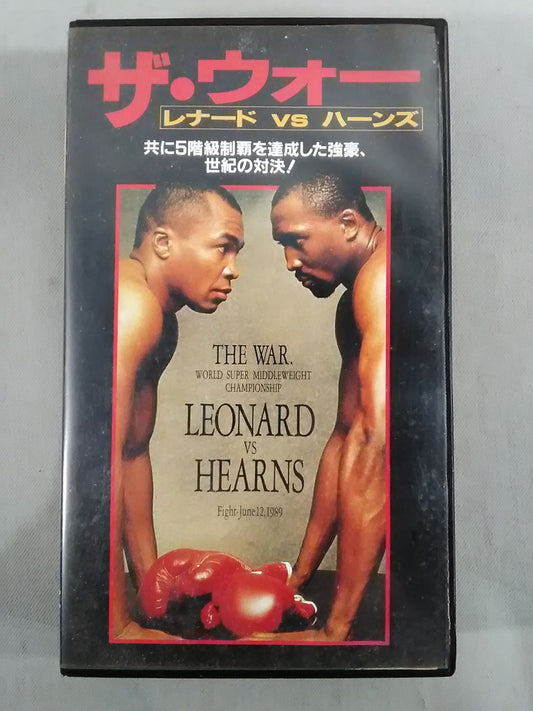 ザ・ウォー
レナード VS ハーンズ
共に5階級制覇を達成した強豪、
世紀の対決！
THE WAR.
WORLD SUPER MIDDLEWEIGHT
CHAMPIONSHIP
LEONARD
VS
HEARNS
Fight-June12,1989